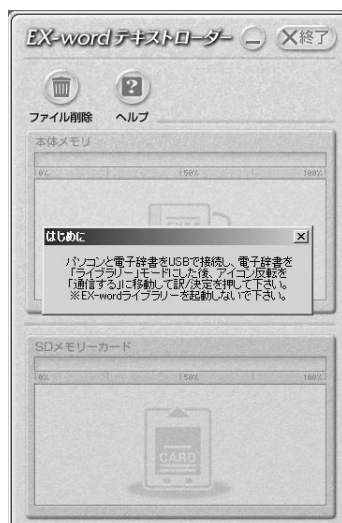 EX-word テキストローダー
×終了
ファイル削除 ヘルプ
本体メモリ
0% 50% 100%
はじめに
パソコンと電子辞書をUSBで接続し、電子辞書を
「ライブラリー」モードにした後、アイコン反転を
「通信する」に移動して訳/決定を押して下さい。
※EX-wordライブラリーを起動しないで下さい。
SDメモリーカード
0% 50% 100%
CARD